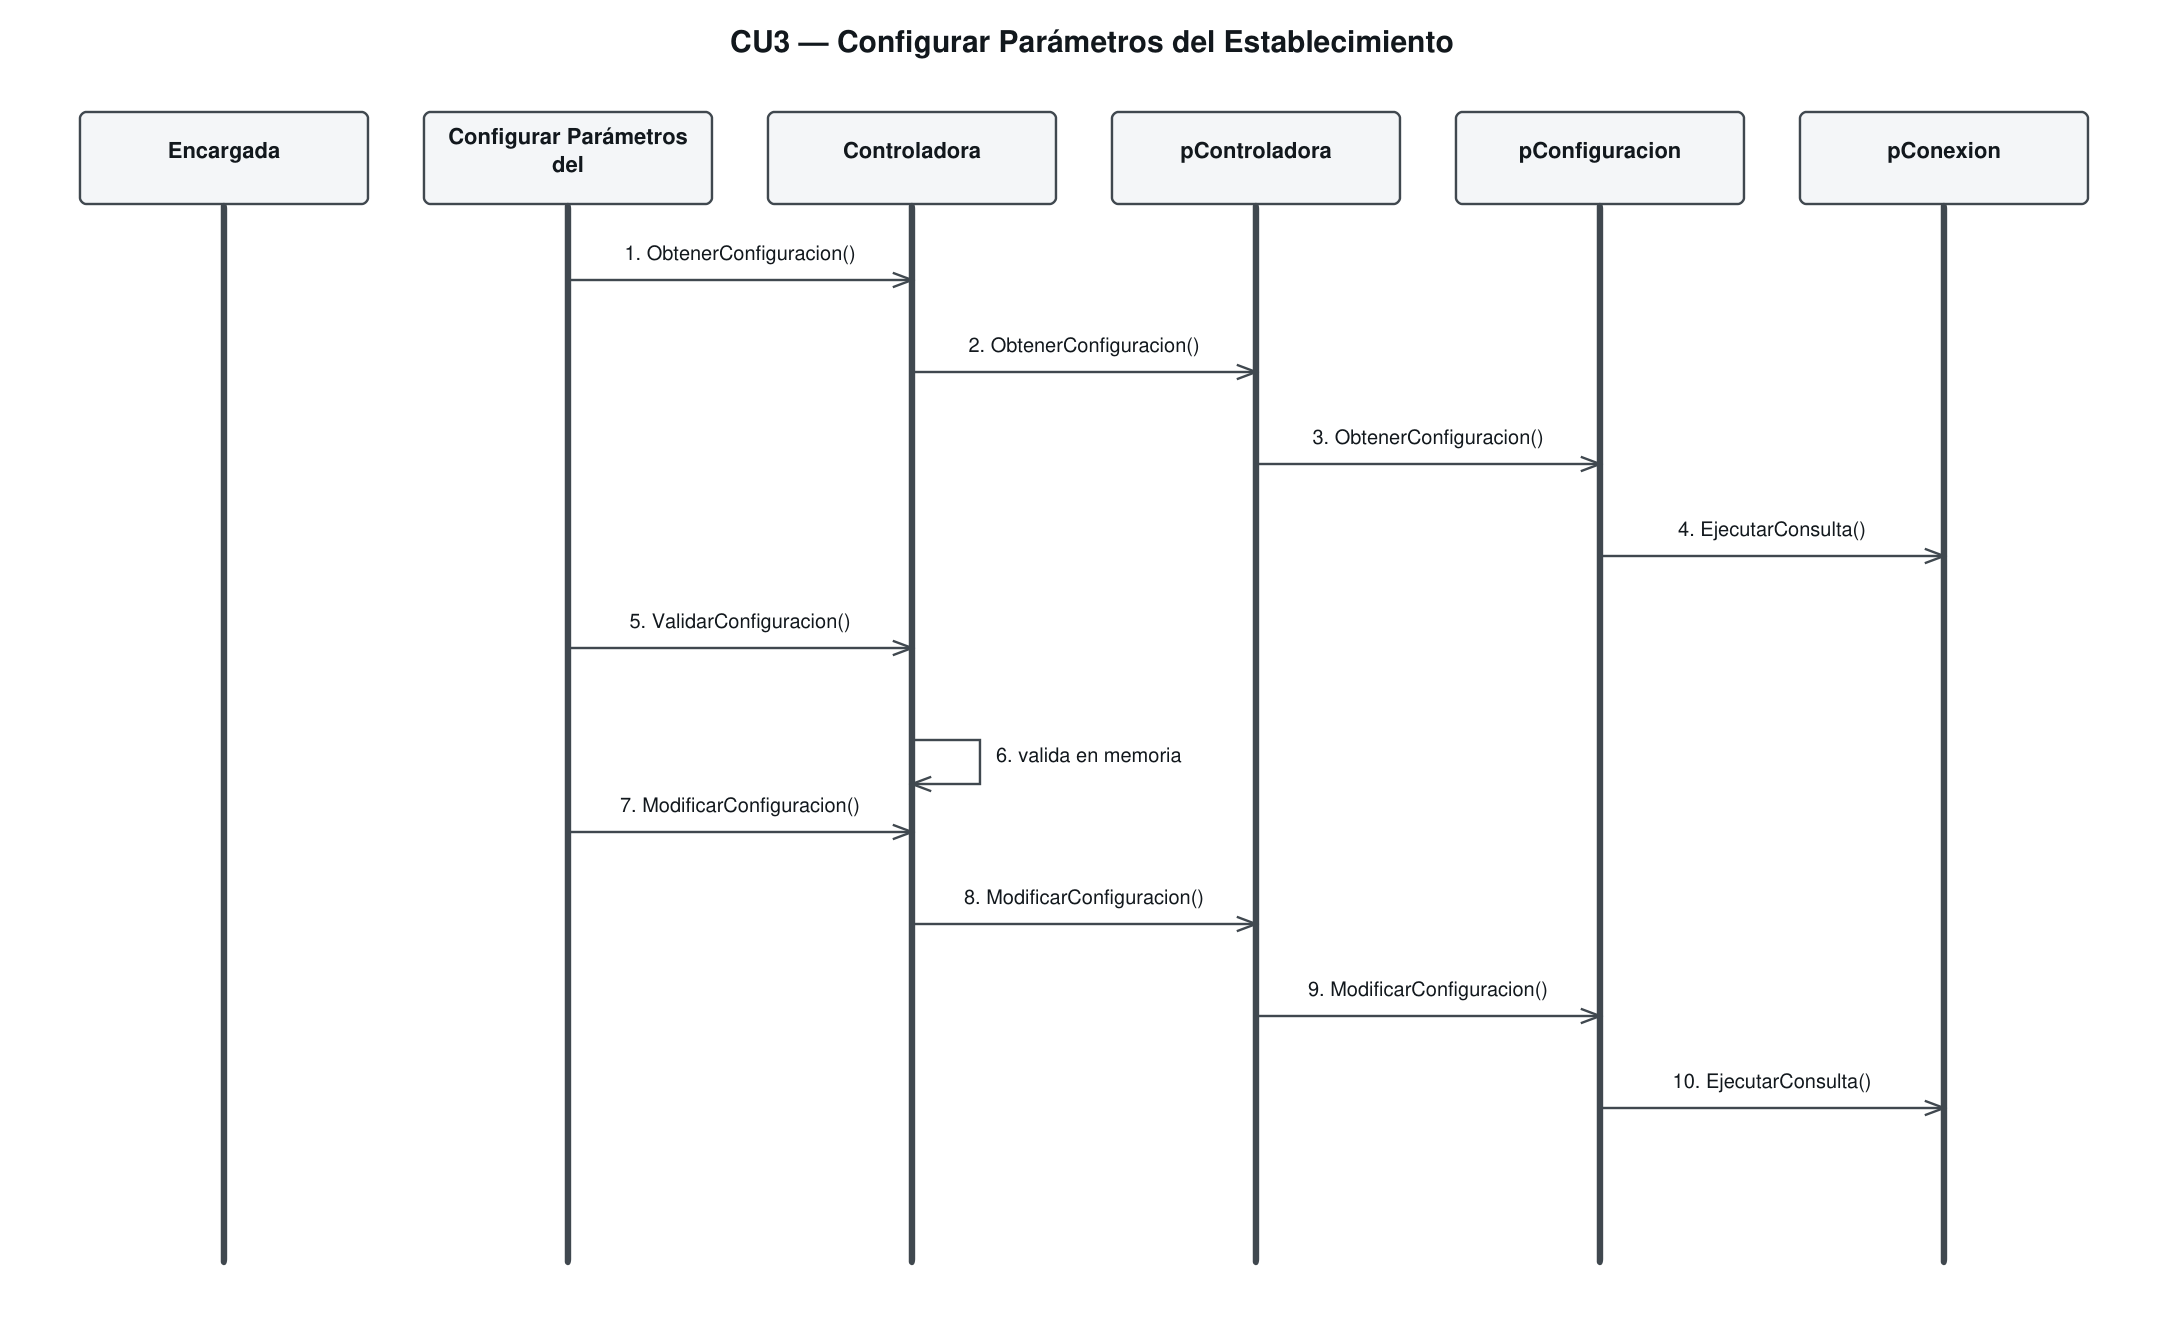 CU3 — Configurar Parámetros del Establecimiento
Encargada
Configurar Parámetros
del
Controladora
pControladora
pConfiguracion
pConexion
1. ObtenerConfiguracion()
2. ObtenerConfiguracion()
3. ObtenerConfiguracion()
4. EjecutarConsulta()
5. ValidarConfiguracion()
6. valida en memoria
7. ModificarConfiguracion()
8. ModificarConfiguracion()
9. ModificarConfiguracion()
10. EjecutarConsulta()